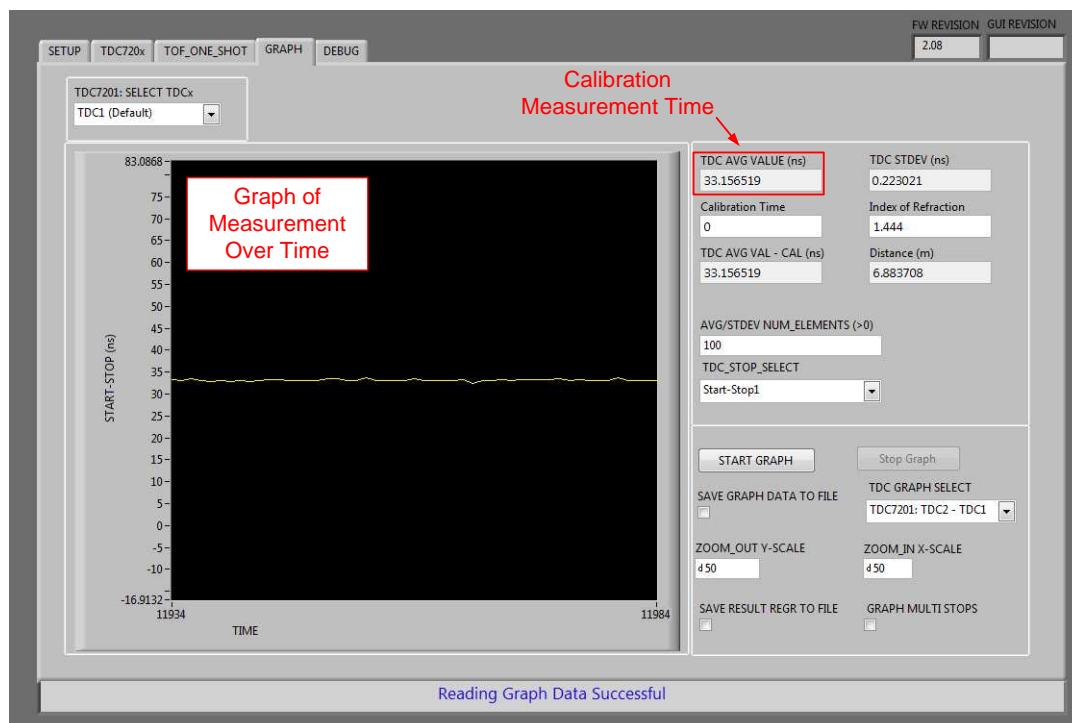 FW REVISION GUI REVISION
2.08
SETUP TDC720x TOF_ONE_SHOT GRAPH DEBUG
TDC7201: SELECT TDCx
TDC1 (Default)
Calibration
Measurement Time
83.0868
75
70
65
60
55
50
45
40
35
30
25
20
15
10
5
0
-5
-10
-16.9132
START-STOP (ns)
Graph of
Measurement
Over Time
11934 11984
TIME
TDC AVG VALUE (ns) TDC STDEV (ns)
33.156519 0.223021
Calibration Time Index of Refraction
0 1.444
TDC AVG VAL - CAL (ns) Distance (m)
33.156519 6.883708
AVG/STDEV NUM_ELEMENTS (>0)
100
TDC_STOP_SELECT
Start-Stop1
START GRAPH Stop Graph
SAVE GRAPH DATA TO FILE TDC GRAPH SELECT
TDC7201: TDC2 - TDC1
ZOOM_OUT Y-SCALE ZOOM_IN X-SCALE
d 50 d 50
SAVE RESULT REGR TO FILE GRAPH MULTI STOPS
Reading Graph Data Successful